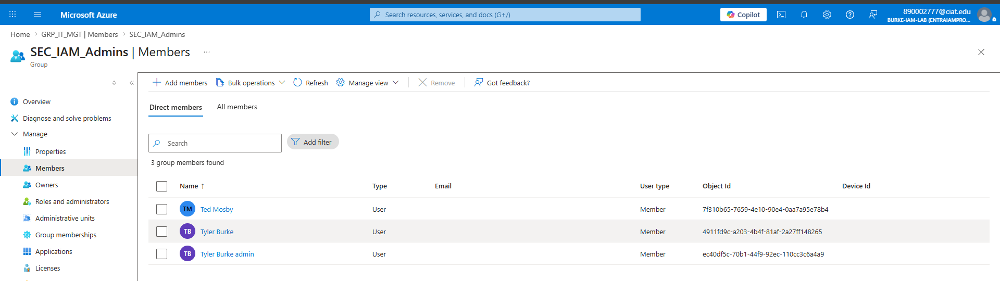 Microsoft Azure
Search resources, services, and docs (G+/)
Copilot
890002777@ciat.edu
BURKE-IAM-LAB (ENTRAIAMPRO...
Home > GRP_IT_MGT | Members > SEC_IAM_Admins
SEC_IAM_Admins | Members ...
Group
Add members
Bulk operations
Refresh
Manage view
Remove
Got feedback?
Overview
Diagnose and solve problems
Manage
Properties
Members
Owners
Roles and administrators
Administrative units
Group memberships
Applications
Licenses
Direct members
All members
Search
Add filter
3 group members found
Name ↑ Type Email User type Object Id Device Id
TM Ted Mosby User Member 7f310b65-7659-4e10-90e4-0aa7a95e78b4
TB Tyler Burke User Member 4911fd9c-a203-4b4f-81af-2a27ff148265
TB Tyler Burke admin User Member ec40df5c-70b1-44f9-92ec-110cc3c6a4a9